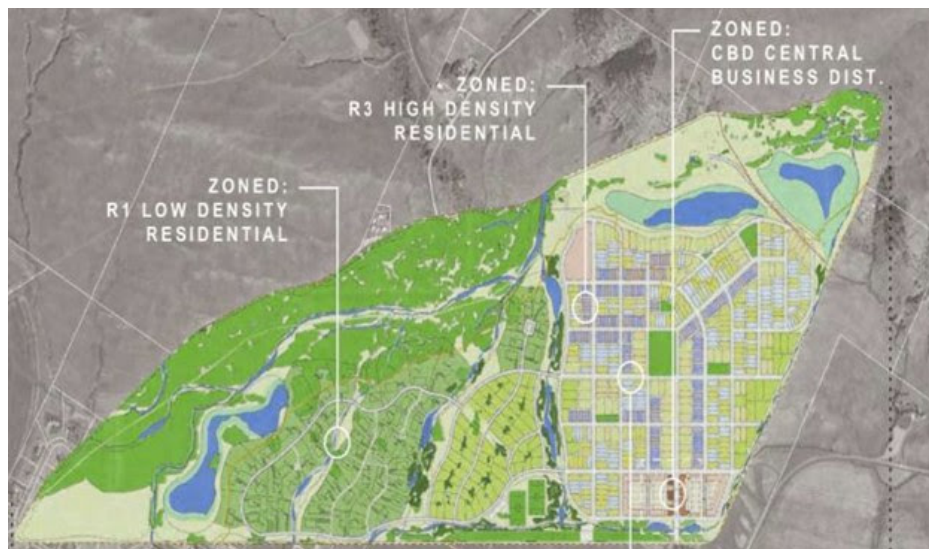 ZONED:
CBD CENTRAL
BUSINESS DIST.
ZONED:
R3 HIGH DENSITY
RESIDENTIAL
ZONED:
R1 LOW DENSITY
RESIDENTIAL